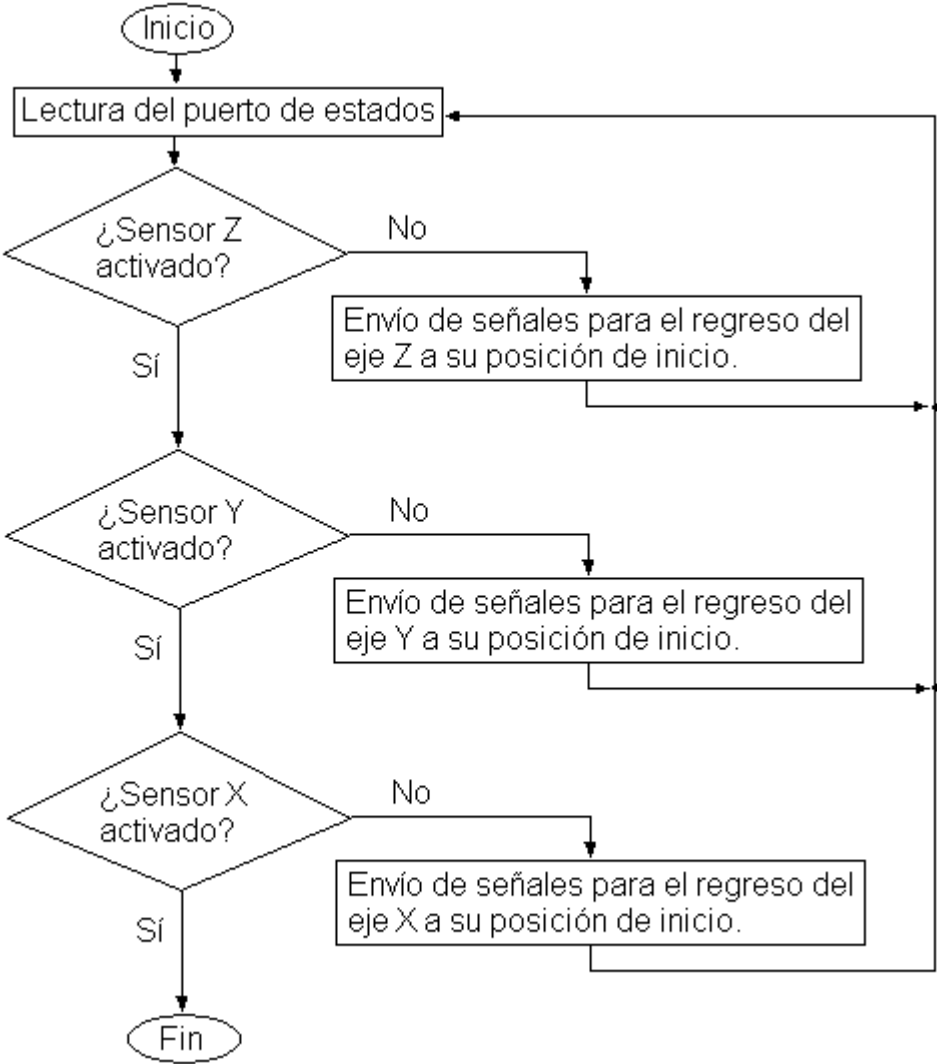 Inicio
Lectura del puerto de estados
¿Sensor Z
activado?
No
Envío de señales para el regreso del
eje Z a su posición de inicio.
Sí
¿Sensor Y
activado?
No
Envío de señales para el regreso del
eje Y a su posición de inicio.
Sí
¿Sensor X
activado?
No
Envío de señales para el regreso del
eje X a su posición de inicio.
Sí
Fin